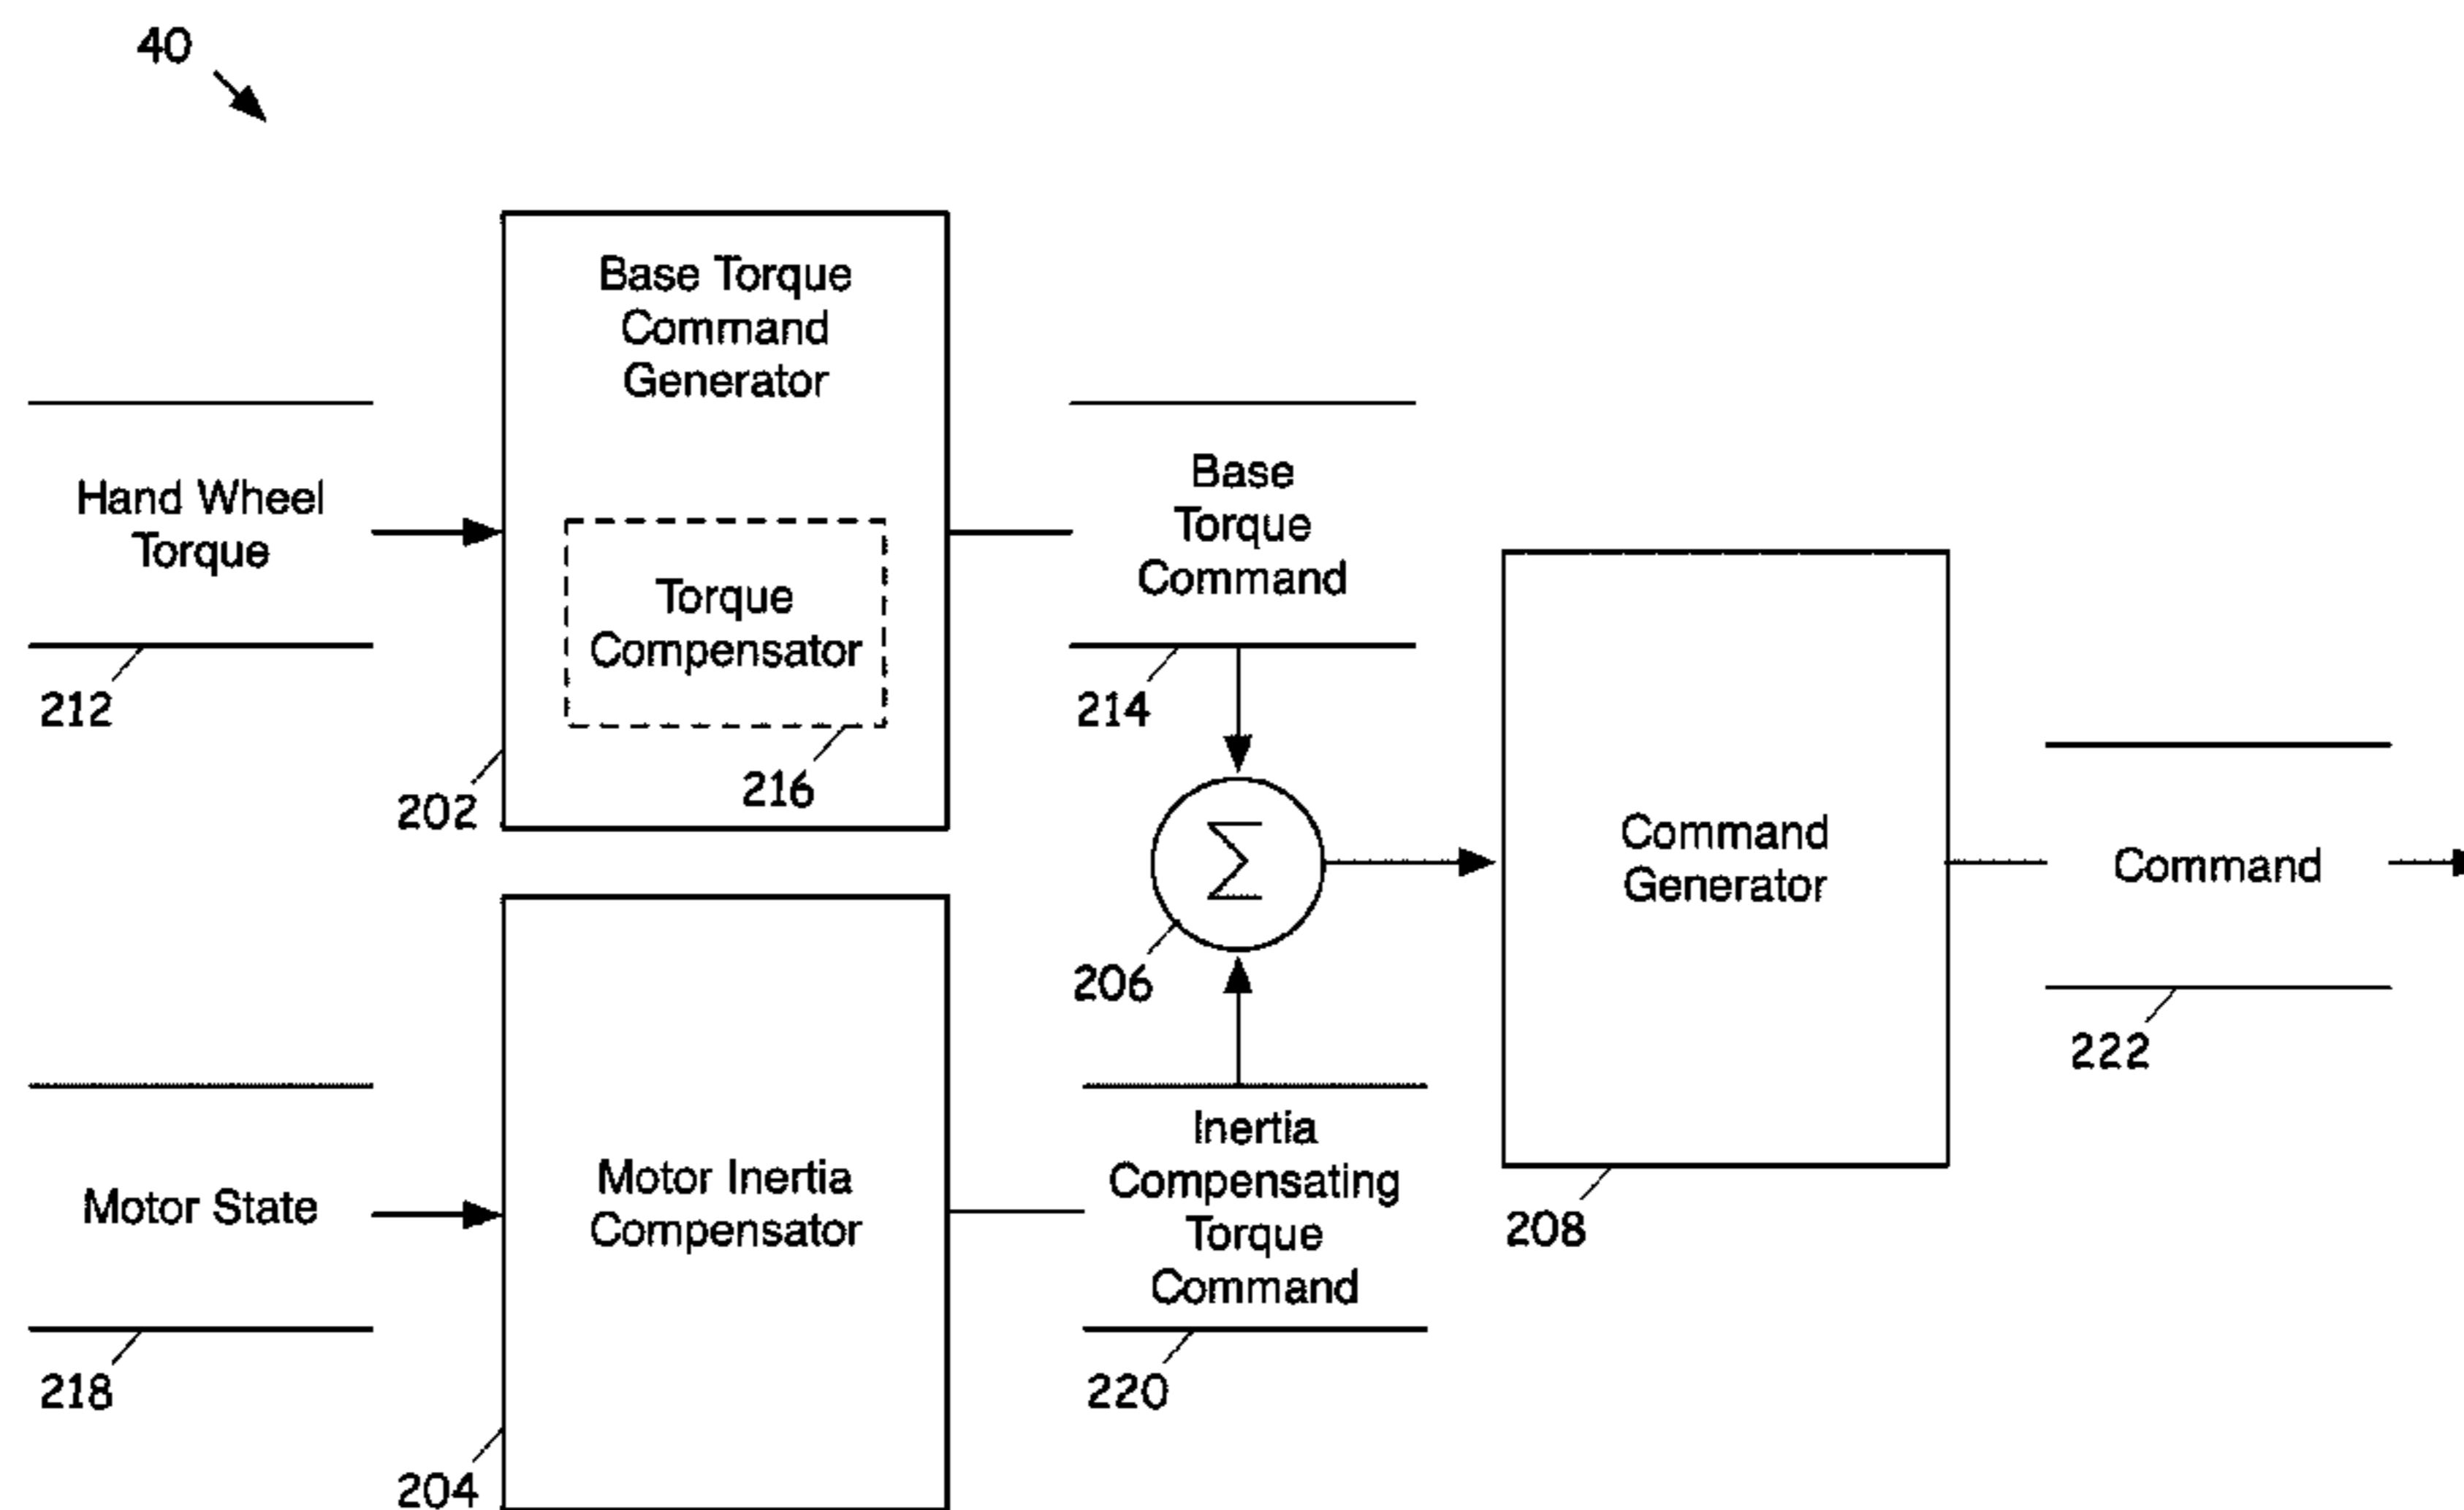 40
Base Torque
Command
Generator
Hand Wheel
Torque
212
Torque
Compensator
216
202
Base
Torque
Command
214
Σ
206
Command
Generator
208
Command
222
Motor State
218
Motor Inertia
Compensator
204
Inertia
Compensating
Torque
Command
220